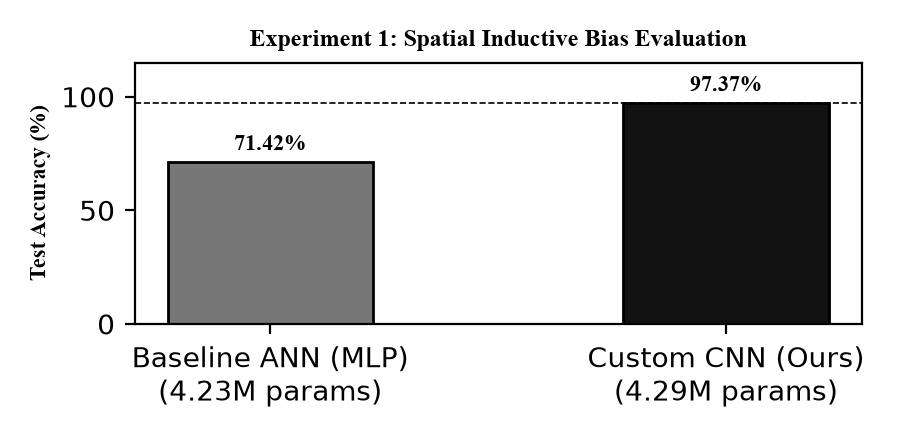 Experiment 1: Spatial Inductive Bias Evaluation
Test Accuracy (%)
100
50
0
71.42%
97.37%
Baseline ANN (MLP)
(4.23M params)
Custom CNN (Ours)
(4.29M params)